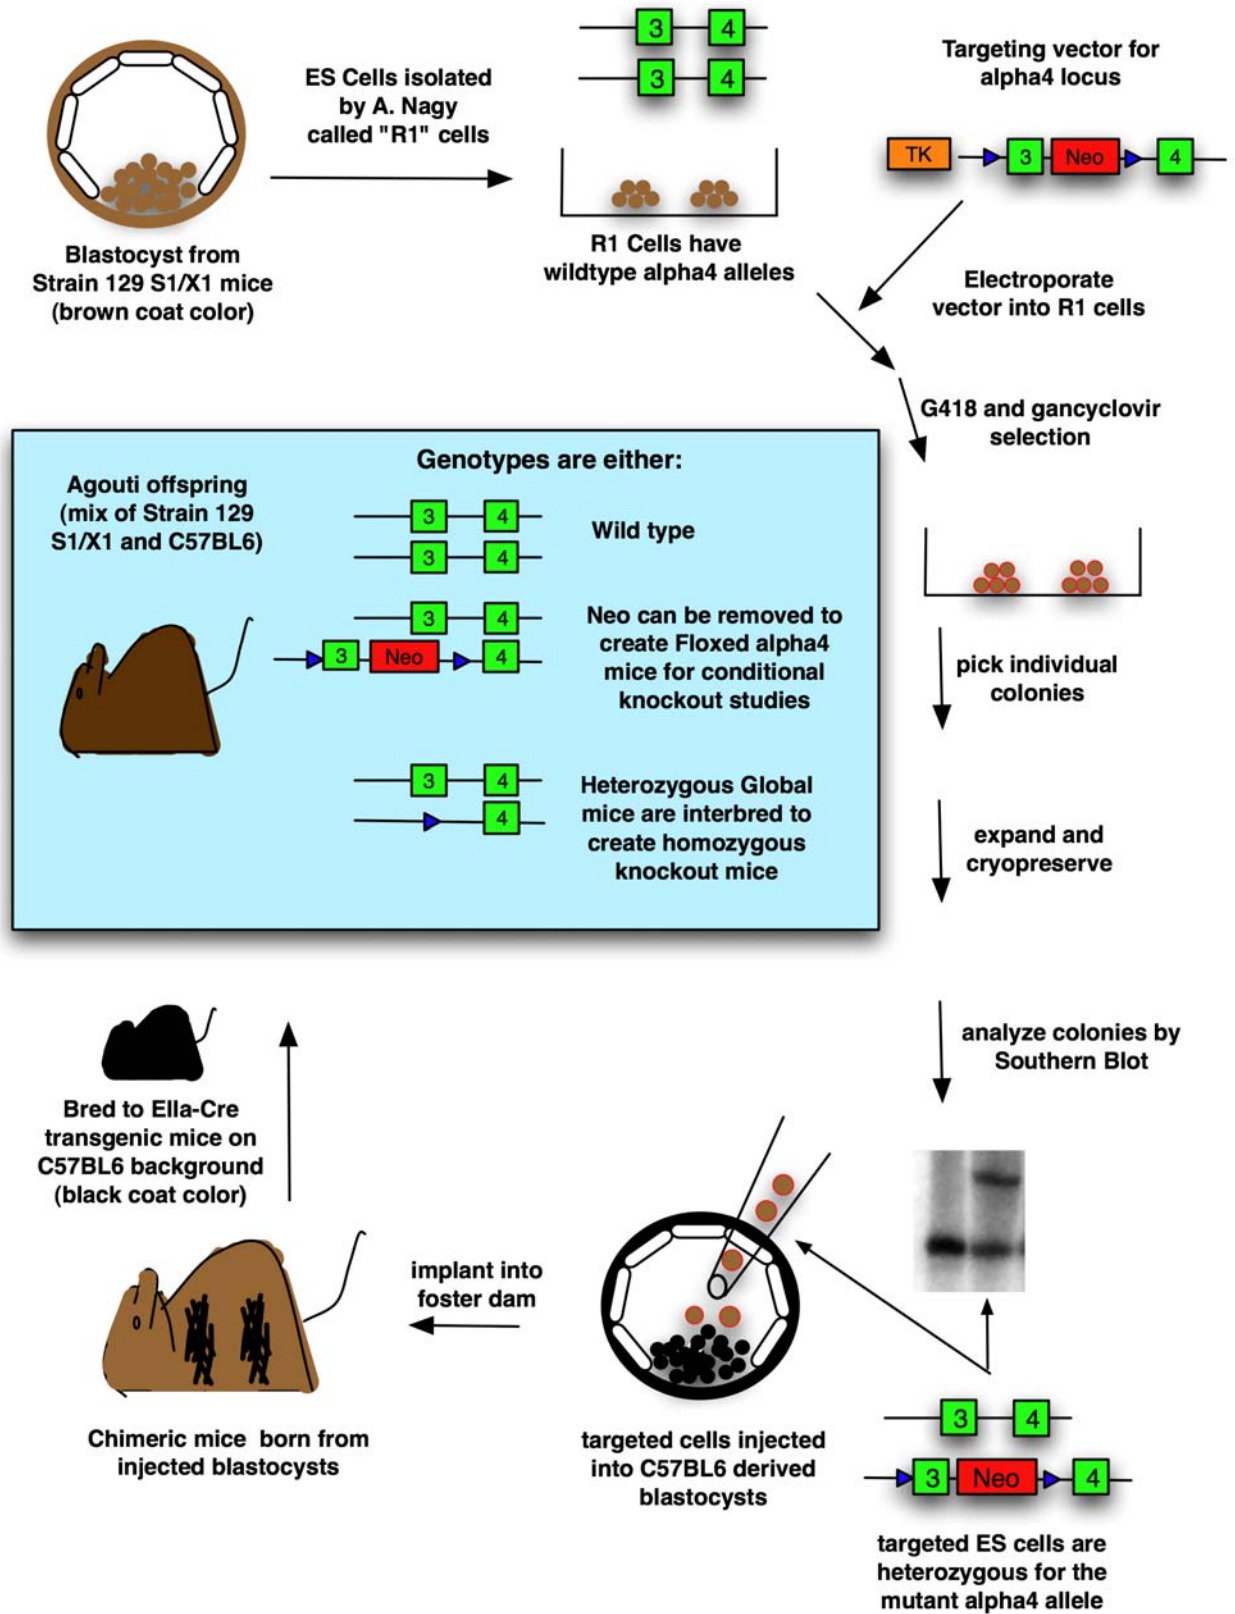 3 4
3 4
ES Cells isolated
by A. Nagy
called "R1" cells
Targeting vector for
alpha4 locus
TK 3 Neo 4
Blastocyst from
Strain 129 S1/X1 mice
(brown coat color)
R1 Cells have
wildtype alpha4 alleles
Electroporate
vector into R1 cells
G418 and gancyclovir
selection
pick individual
colonies
expand and
cryopreserve
analyze colonies by
Southern Blot
3 4
3 Neo 4
targeted ES cells are
heterozygous for the
mutant alpha4 allele
targeted cells injected
into C57BL6 derived
blastocysts
implant into
foster dam
Chimeric mice born from
injected blastocysts
Bred to EIIa-Cre
transgenic mice on
C57BL6 background
(black coat color)
Agouti offspring
(mix of Strain 129
S1/X1 and C57BL6)
Genotypes are either:
3 4
3 4
Wild type
3 4
3 Neo 4
Neo can be removed to
create Floxed alpha4
mice for conditional
knockout studies
3 4
4
Heterozygous Global
mice are interbred to
create homozygous
knockout mice